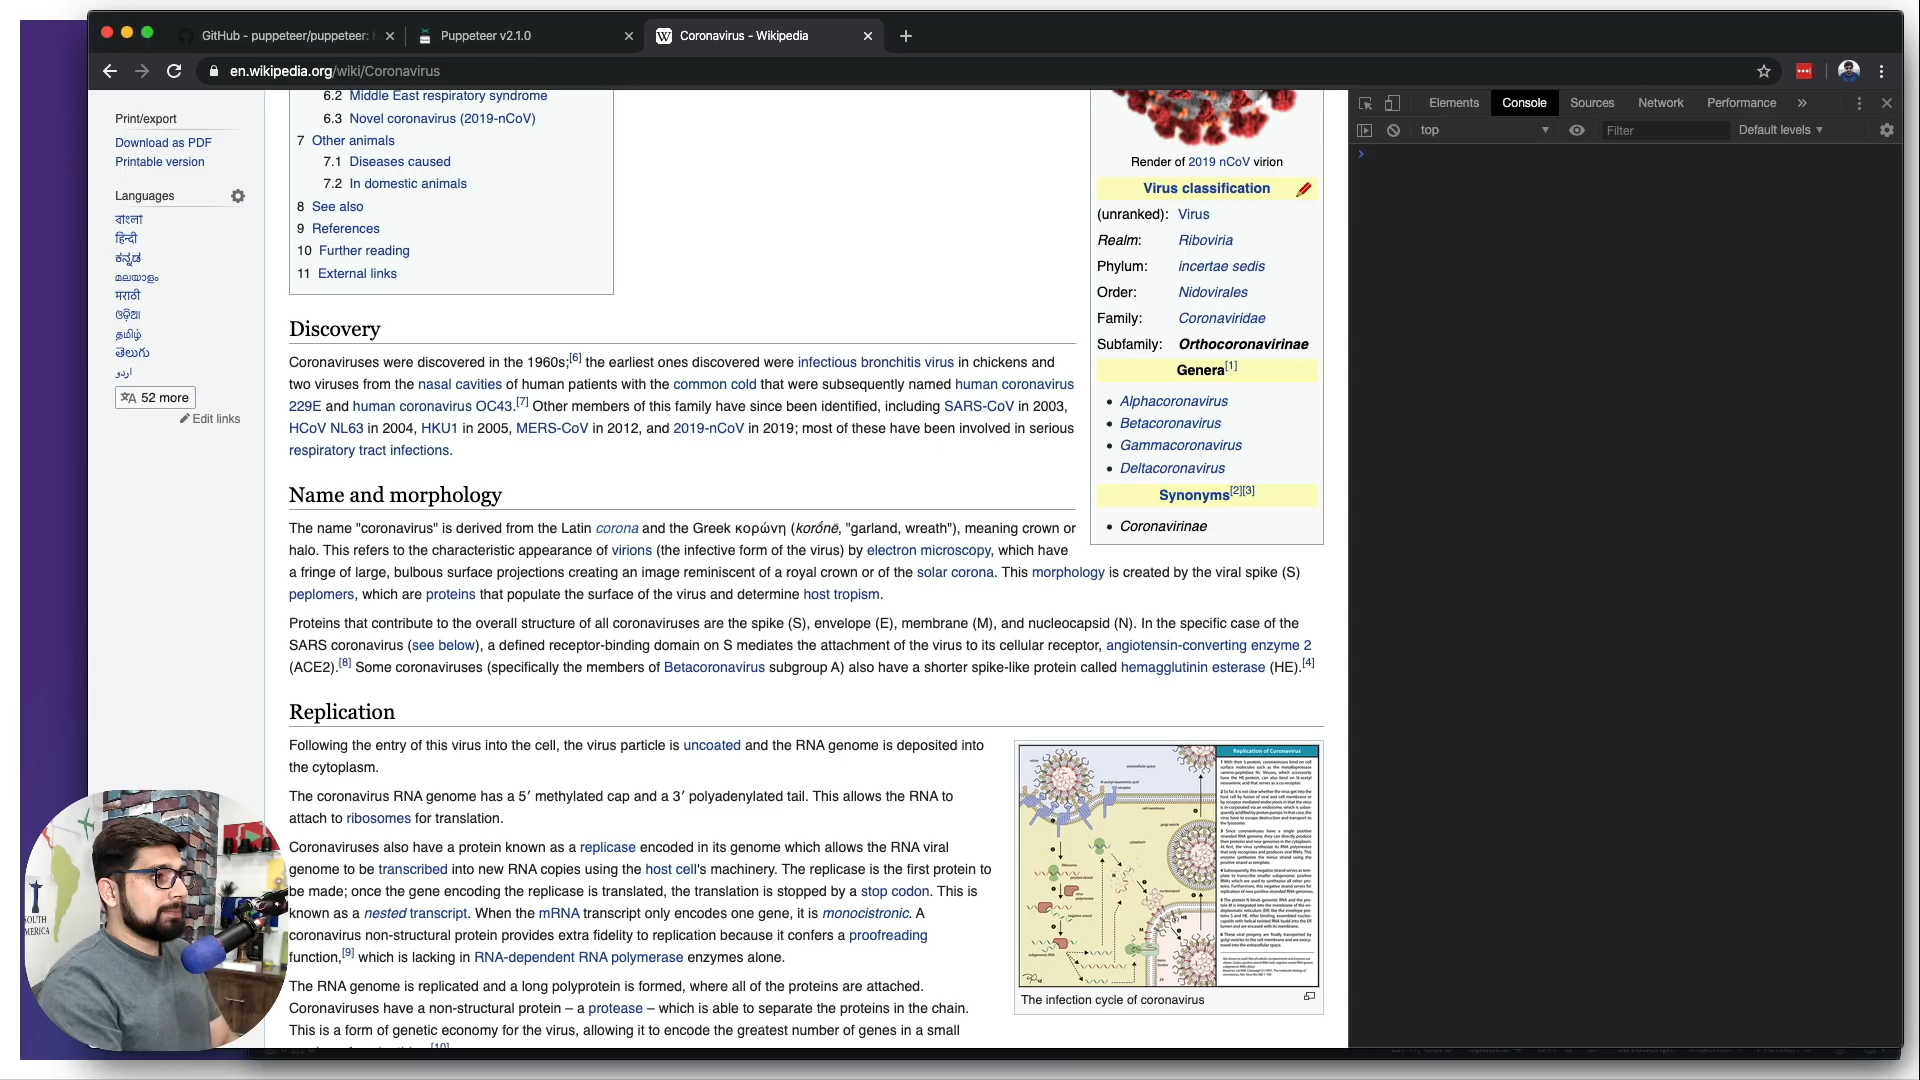 GitHub - puppeteer/puppeteer:
Puppeteer v2.1.0
Coronavirus - Wikipedia
en.wikipedia.org/wiki/Coronavirus
Print/export
Download as PDF
Printable version
Languages
বাংলা
हिन्दी
ಕನ್ನಡ
മലയാളം
मराठी
ଓଡ଼ିଆ
தமிழ்
తెలుగు
اردو
52 more
Edit links
6.2 Middle East respiratory syndrome
6.3 Novel coronavirus (2019-nCoV)
7 Other animals
7.1 Diseases caused
7.2 In domestic animals
8 See also
9 References
10 Further reading
11 External links
Discovery
Coronaviruses were discovered in the 1960s;[6] the earliest ones discovered were infectious bronchitis virus in chickens and
two viruses from the nasal cavities of human patients with the common cold that were subsequently named human coronavirus
229E and human coronavirus OC43.[7] Other members of this family have since been identified, including SARS-CoV in 2003,
HCoV NL63 in 2004, HKU1 in 2005, MERS-CoV in 2012, and 2019-nCoV in 2019; most of these have been involved in serious
respiratory tract infections.
Name and morphology
The name "coronavirus" is derived from the Latin corona and the Greek κορώνη (korṓnē, "garland, wreath"), meaning crown or
halo. This refers to the characteristic appearance of virions (the infective form of the virus) by electron microscopy, which have
a fringe of large, bulbous surface projections creating an image reminiscent of a royal crown or of the solar corona. This morphology is created by the viral spike (S)
peplomers, which are proteins that populate the surface of the virus and determine host tropism.
Proteins that contribute to the overall structure of all coronaviruses are the spike (S), envelope (E), membrane (M), and nucleocapsid (N). In the specific case of the
SARS coronavirus (see below), a defined receptor-binding domain on S mediates the attachment of the virus to its cellular receptor, angiotensin-converting enzyme 2
(ACE2).[8] Some coronaviruses (specifically the members of Betacoronavirus subgroup A) also have a shorter spike-like protein called hemagglutinin esterase (HE).[4]
Replication
Following the entry of this virus into the cell, the virus particle is uncoated and the RNA genome is deposited into
the cytoplasm.
The coronavirus RNA genome has a 5′ methylated cap and a 3′ polyadenylated tail. This allows the RNA to
attach to ribosomes for translation.
Coronaviruses also have a protein known as a replicase encoded in its genome which allows the RNA viral
genome to be transcribed into new RNA copies using the host cell's machinery. The replicase is the first protein to
be made; once the gene encoding the replicase is translated, the translation is stopped by a stop codon. This is
known as a nested transcript. When the mRNA transcript only encodes one gene, it is monocistronic. A
coronavirus non-structural protein provides extra fidelity to replication because it confers a proofreading
function,[9] which is lacking in RNA-dependent RNA polymerase enzymes alone.
The RNA genome is replicated and a long polyprotein is formed, where all of the proteins are attached.
Coronaviruses have a non-structural protein – a protease – which is able to separate the proteins in the chain.
This is a form of genetic economy for the virus, allowing it to encode the greatest number of genes in a small
[10]
Render of 2019 nCoV virion
Virus classification
(unranked): Virus
Realm: Riboviria
Phylum: incertae sedis
Order: Nidovirales
Family: Coronaviridae
Subfamily: Orthocoronavirinae
Genera[1]
Alphacoronavirus
Betacoronavirus
Gammacoronavirus
Deltacoronavirus
Synonyms[2][3]
Coronavirinae
Replication of Coronavirus
The infection cycle of coronavirus
Elements
Console
Sources
Network
Performance
top
Filter
Default levels
SOUTH
AMERICA